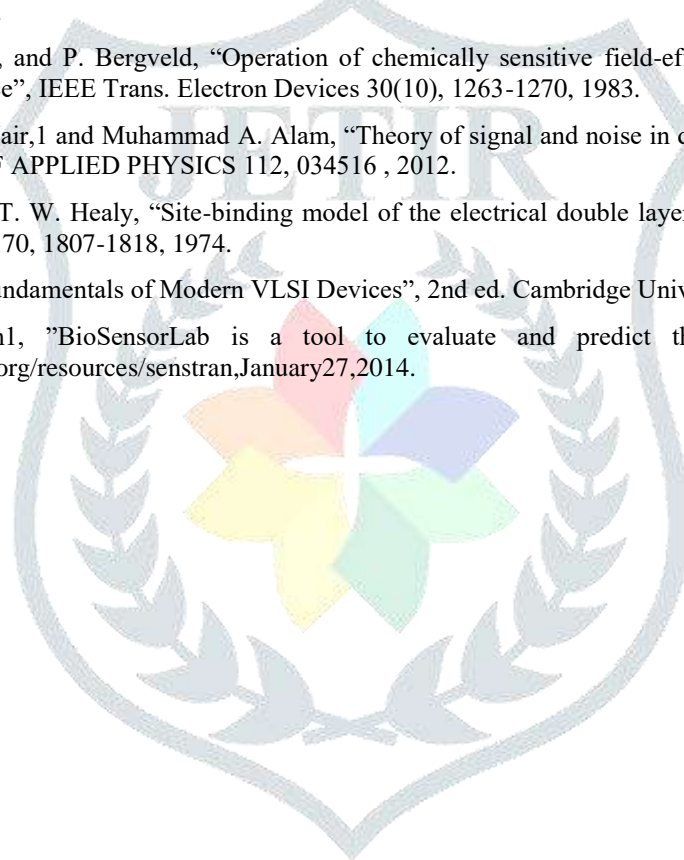 , and P. Bergveld, “Operation of chemically sensitive field-ef
e”, IEEE Trans. Electron Devices 30(10), 1263-1270, 1983.
air,1 and Muhammad A. Alam, “Theory of signal and noise in d
F APPLIED PHYSICS 112, 034516 , 2012.
JETIR
T. W. Healy, “Site-binding model of the electrical double layer
70, 1807-1818, 1974.
undamentals of Modern VLSI Devices”, 2nd ed. Cambridge Univ
n1, ”BioSensorLab is a tool to evaluate and predict th
org/resources/senstran,January27,2014.